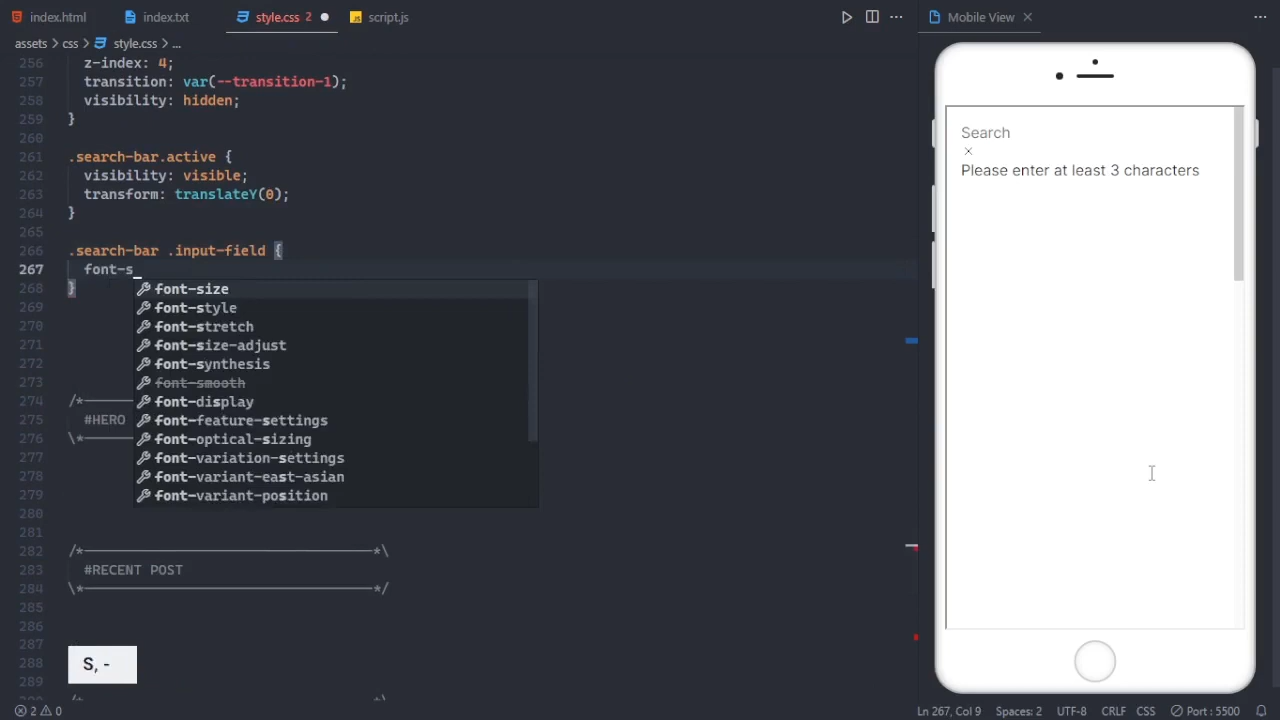 index.html
index.txt
style.css 2
script.js
Mobile View
assets > css > style.css > ...
256 z-index: 4;
257 transition: var(--transition-1);
258 visibility: hidden;
259 }
260
261 .search-bar.active {
262 visibility: visible;
263 transform: translateY(0);
264 }
265
266 .search-bar .input-field {
267 font-s_
268 }
269
270
271
272
273
274 /*
275 #HERO
276 \*
277
278
279
280
281
282 /* *\
283 #RECENT POST
284 \* */
285
286
287
288
289
font-size
font-style
font-stretch
font-size-adjust
font-synthesis
font-smooth
font-display
font-feature-settings
font-optical-sizing
font-variation-settings
font-variant-east-asian
font-variant-position
S, -
Search
×
Please enter at least 3 characters
2 0
Ln 267, Col 9
Spaces: 2
UTF-8
CRLF
CSS
Port : 5500